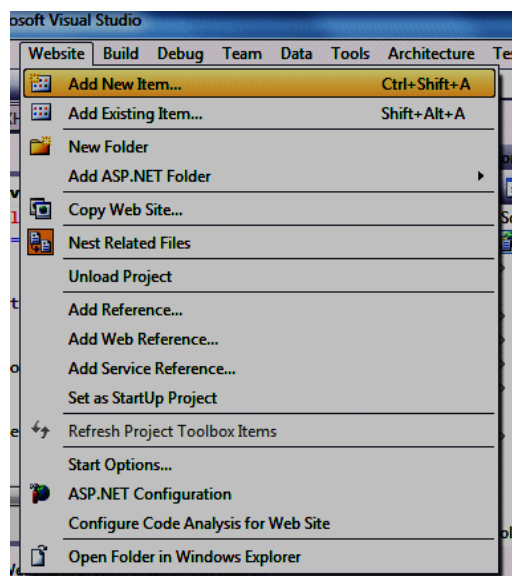 osoft Visual Studio
Website Build Debug Team Data Tools Architecture Te
Add New Item... Ctrl+Shift+A
Add Existing Item... Shift+Alt+A
New Folder
Add ASP.NET Folder
Copy Web Site...
Nest Related Files
Unload Project
Add Reference...
Add Web Reference...
Add Service Reference...
Set as StartUp Project
Refresh Project Toolbox Items
Start Options...
ASP.NET Configuration
Configure Code Analysis for Web Site
Open Folder in Windows Explorer